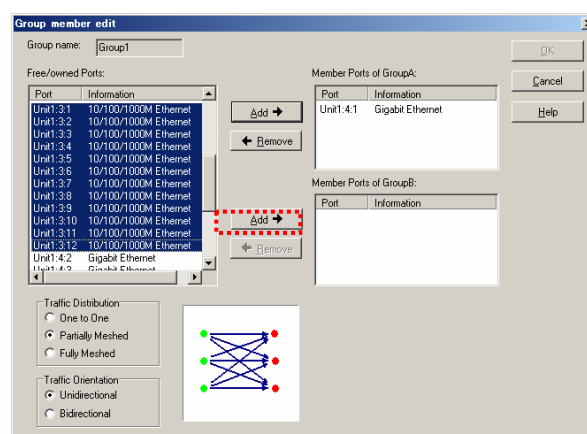 Group member edit
Group name: Group1
OK
Free/owned Ports:
Member Ports of GroupA:
Cancel
Port Information
Port Information
Unit1:3:1 10/100/1000M Ethernet
Add
Unit1:4:1 Gigabit Ethernet
Help
Unit1:3:2 10/100/1000M Ethernet
Unit1:3:3 10/100/1000M Ethernet
Unit1:3:4 10/100/1000M Ethernet
Remove
Unit1:3:5 10/100/1000M Ethernet
Unit1:3:6 10/100/1000M Ethernet
Unit1:3:7 10/100/1000M Ethernet
Member Ports of GroupB:
Unit1:3:8 10/100/1000M Ethernet
Unit1:3:9 10/100/1000M Ethernet
Port Information
Unit1:3:10 10/100/1000M Ethernet
Add
Unit1:3:11 10/100/1000M Ethernet
Unit1:3:12 10/100/1000M Ethernet
Remove
Unit1:4:2 Gigabit Ethernet
Unit1:4:3 Gigabit Ethernet
Traffic Distribution
One to One
Partially Meshed
Fully Meshed
Traffic Orientation
Unidirectional
Bidirectional